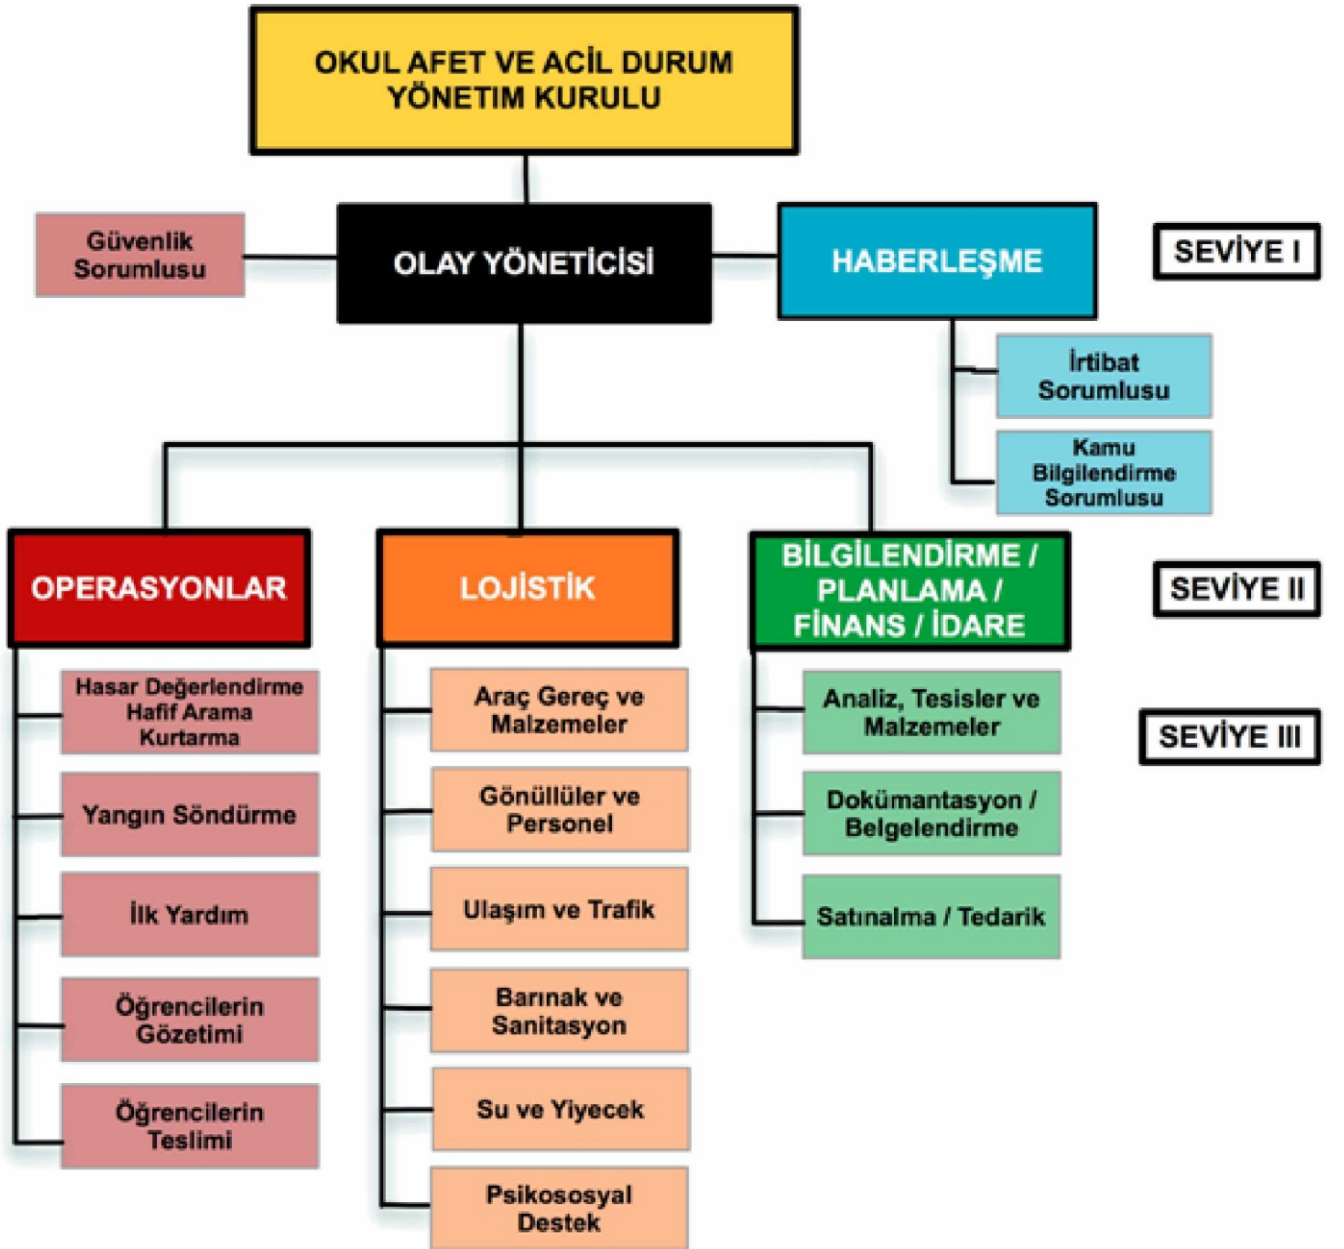 OKUL AFET VE ACİL DURUM
YÖNETIM KURULU
Güvenlik
Sorumlusu
OLAY YÖNETİCİSİ
HABERLEŞME
SEVİYE I
İrtibat
Sorumlusu
Kamu
Bilgilendirme
Sorumlusu
OPERASYONLAR
LOJİSTİK
BİLGİLENDİRME /
PLANLAMA /
FİNANS / İDARE
SEVİYE II
Hasar Değerlendirme
Hafif Arama
Kurtarma
Yangın Söndürme
İlk Yardım
Öğrencilerin
Gözetimi
Öğrencilerin
Teslimi
Araç Gereç ve
Malzemeler
Gönüllüler ve
Personel
Ulaşım ve Trafik
Barınak ve
Sanitasyon
Su ve Yiyecek
Psikososyal
Destek
Analiz, Tesisler ve
Malzemeler
Dokümantasyon /
Belgelendirme
Satınalma / Tedarik
SEVİYE III